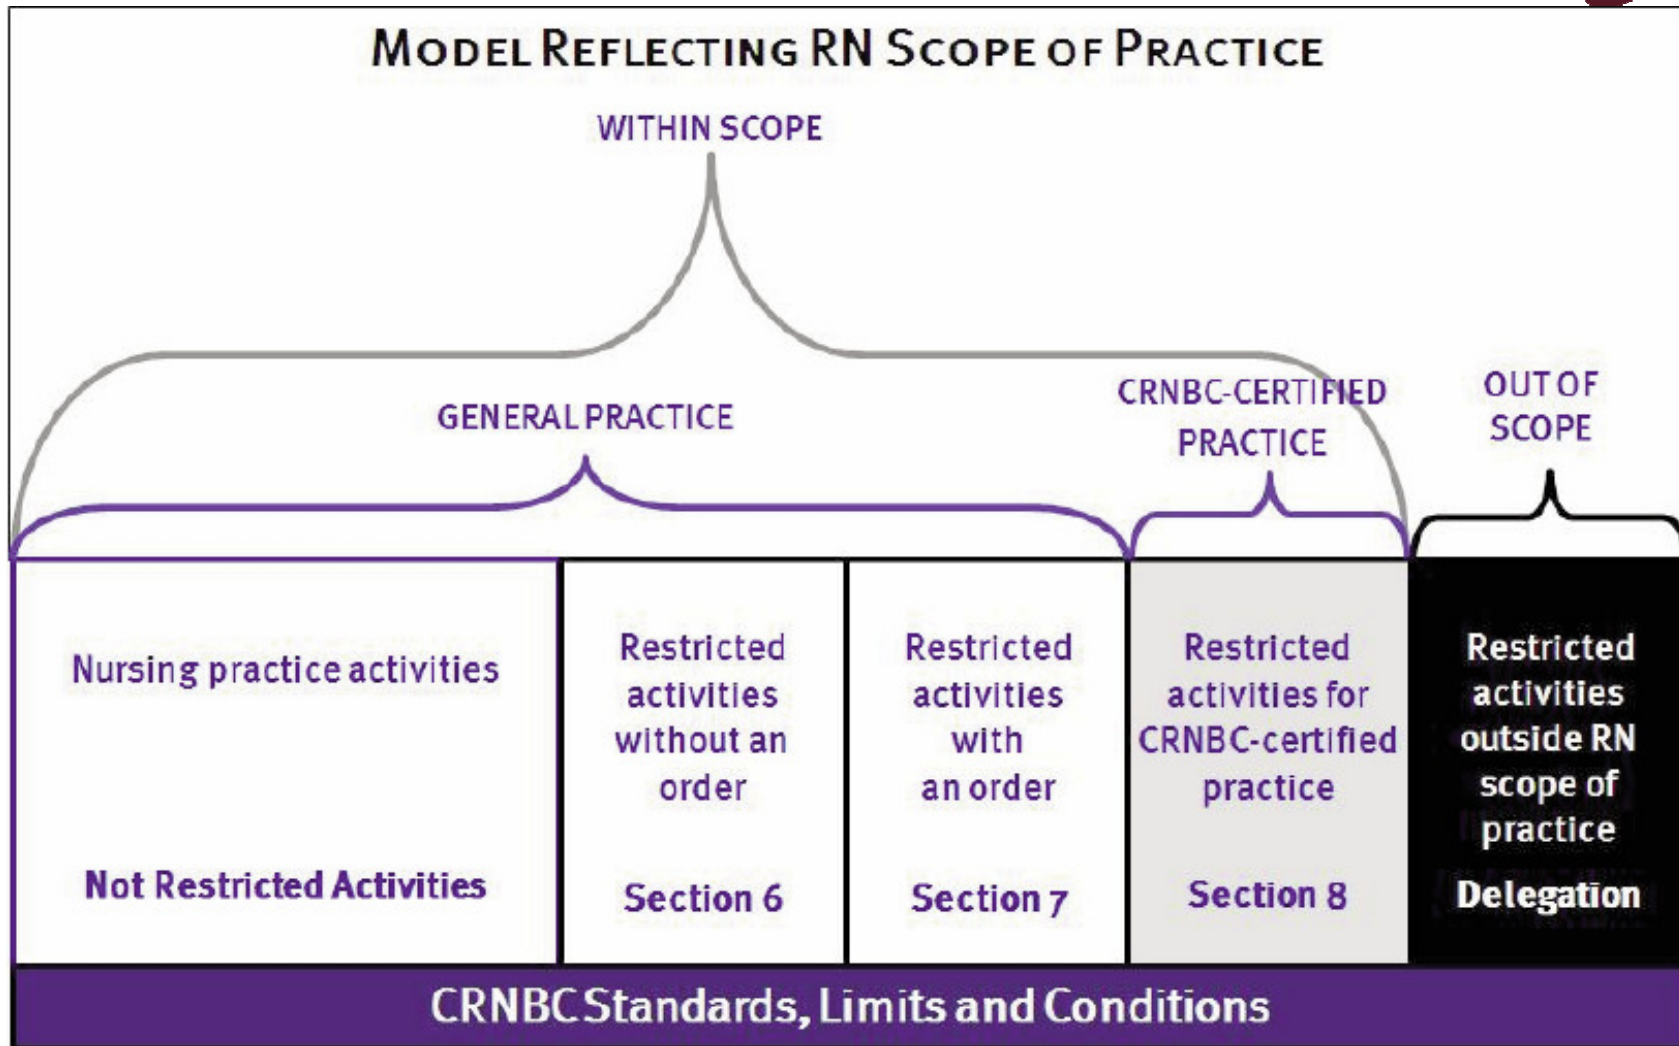 MODEL REFLECTING RN SCOPE OF PRACTICE
WITHIN SCOPE
GENERAL PRACTICE
CRNBC-CERTIFIED
PRACTICE
OUT OF
SCOPE
Nursing practice activities
Not Restricted Activities
Restricted
activities
without an
order
Section 6
Restricted
activities
with
an order
Section 7
Restricted
activities for
CRNBC-certified
practice
Section 8
Restricted
activities
outside RN
scope of
practice
Delegation
CRNBC Standards, Limits and Conditions